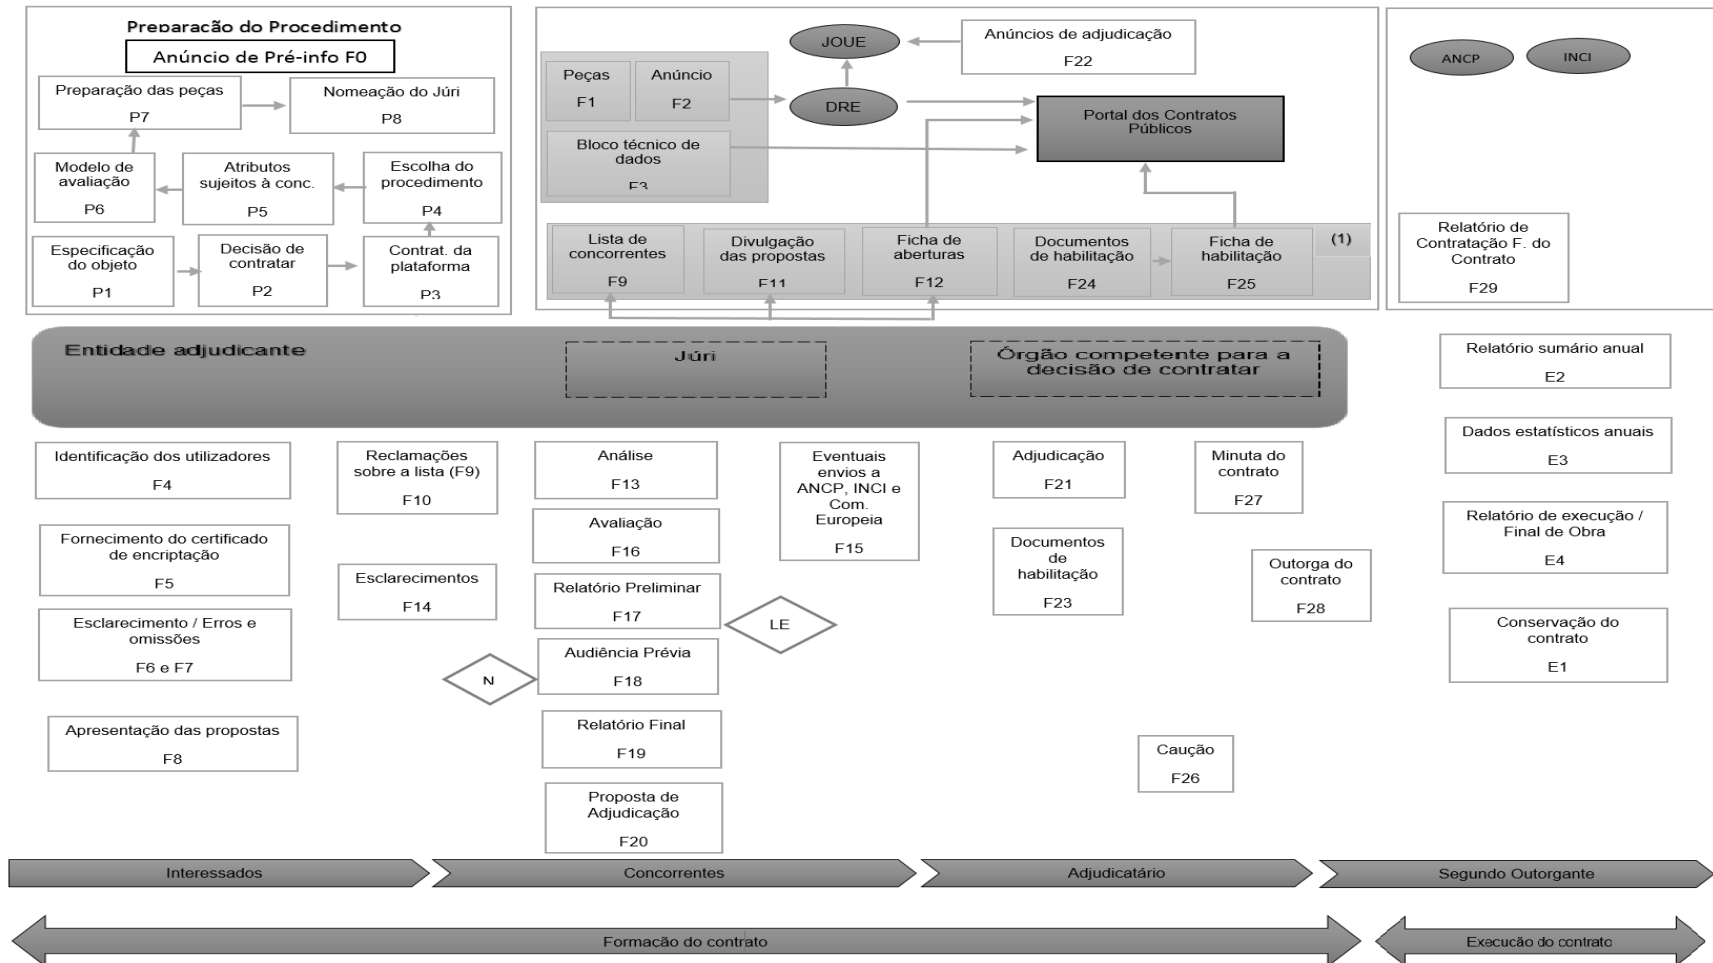 Preparação do Procedimento
Anúncio de Pré-info F0
Preparação das peças
P7
Nomeação do Júri
P8
Modelo de
avaliação
P6
Atributos
sujeitos à conc.
P5
Escolha do
procedimento
P4
Especificação
do objeto
P1
Decisão de
contratar
P2
Contrat. da
plataforma
P3
JOUE
Anúncios de adjudicação
F22
Peças
F1
Anúncio
F2
DRE
Portal dos Contratos
Públicos
Bloco técnico de
dados
F3
Lista de
concorrentes
F9
Divulgação
das propostas
F11
Ficha de
aberturas
F12
Documentos
de habilitação
F24
Ficha de
habilitação
F25
(1)
ANCP
INCI
Relatório de
Contratação F. do
Contrato
F29
Entidade adjudicante
Júri
Órgão competente para a
decisão de contratar
Relatório sumário anual
E2
Dados estatísticos anuais
E3
Relatório de execução /
Final de Obra
E4
Conservação do
contrato
E1
Identificação dos utilizadores
F4
Fornecimento do certificado
de encriptação
F5
Esclarecimento / Erros e
omissões
F6 e F7
Apresentação das propostas
F8
Reclamações
sobre a lista (F9)
F10
Esclarecimentos
F14
Análise
F13
Avaliação
F16
Relatório Preliminar
F17
Audiência Prévia
F18
Relatório Final
F19
Proposta de
Adjudicação
F20
N
LE
Eventuais
envios a
ANCP, INCI e
Com.
Europeia
F15
Adjudicação
F21
Documentos
de
habilitação
F23
Minuta do
contrato
F27
Outorga do
contrato
F28
Caução
F26
Interessados
Concorrentes
Adjudicatário
Segundo Outorgante
Formação do contrato
Execução do contrato